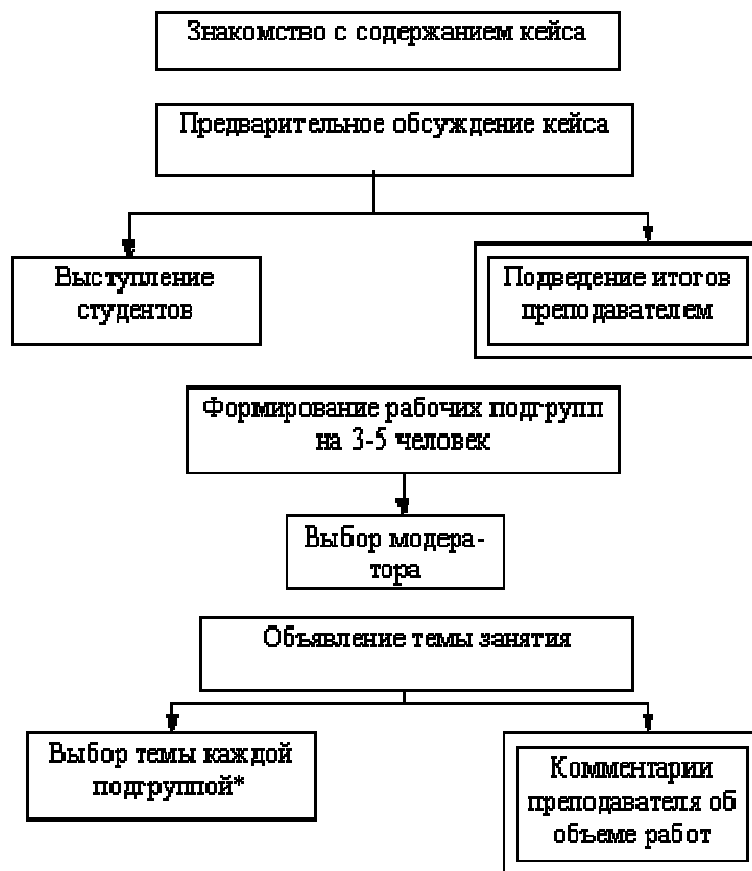 Знакомство с содержанием кейса
Предварительное обсуждение кейса
Выступление
студентов
Подведение итогов
преподавателем
Формирование рабочих подгрупп
на 3-5 человек
Выбор модера-
тора
Объявление темы занятия
Выбор темы каждой
подгруппой*
Комментарии
преподавателя об
объеме работ